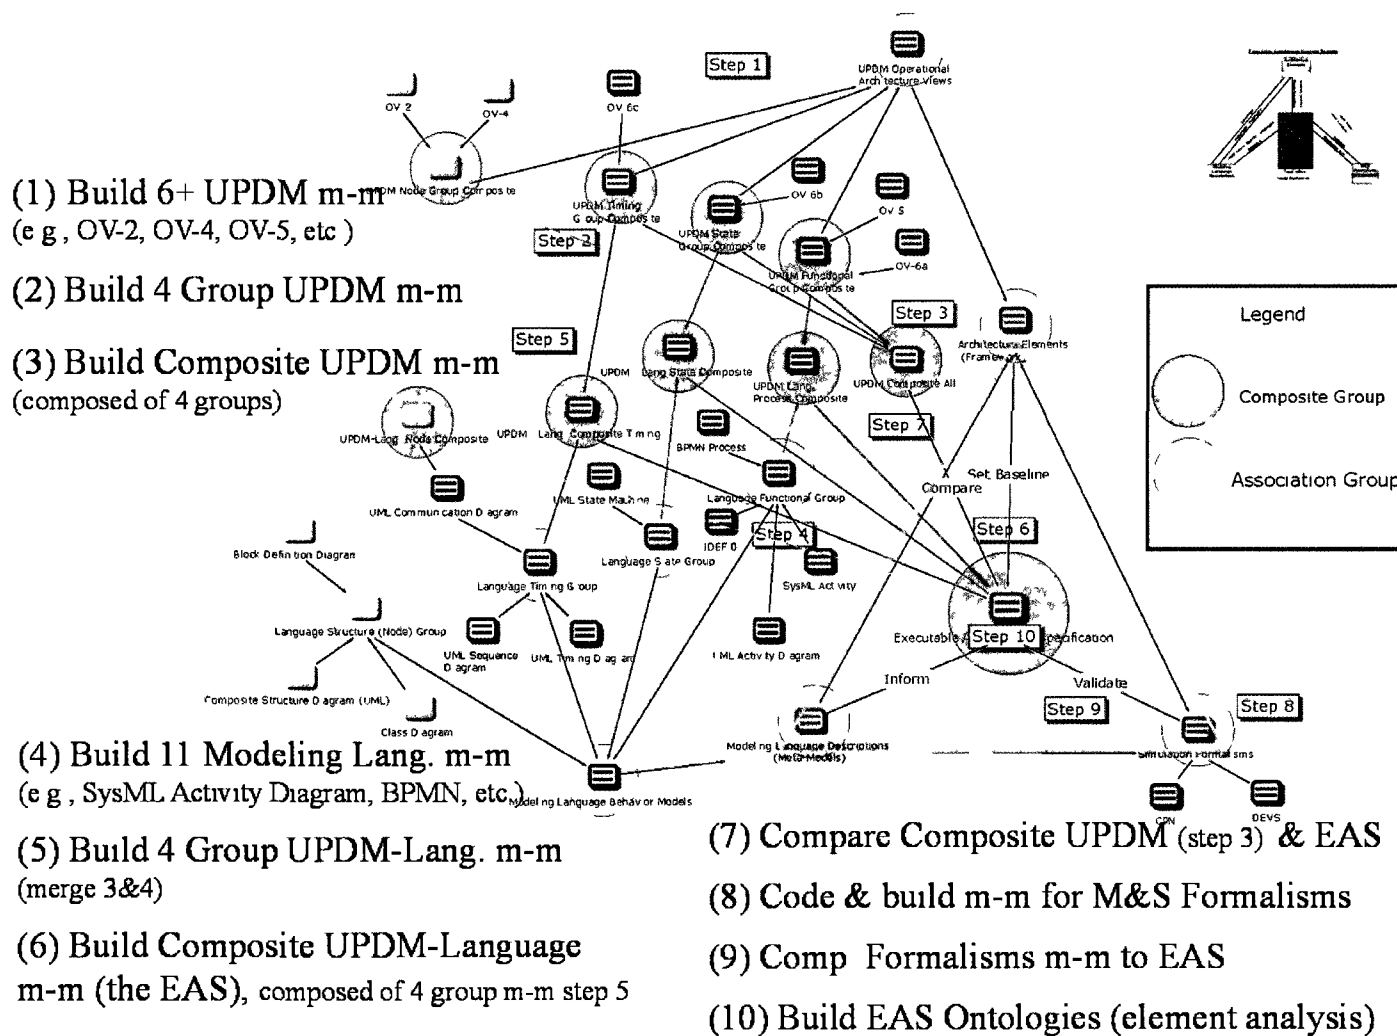 Step 1
UPDM Operational
Architecture Views
OV 2
OV-4
OV 6c
UPDM Node Group Composite
(1) Build 6+ UPDM m-m
(e g , OV-2, OV-4, OV-5, etc )
UPDM Timing
Group Composite
OV 6b
OV 5
UPDM State
Group Composite
Step 2
OV-6a
UPDM Functional
Group Composite
(2) Build 4 Group UPDM m-m
Step 3
Legend
Step 5
Architecture Elements
(Framework
(3) Build Composite UPDM m-m
(composed of 4 groups)
UPDM Lang State Composite
UPDM Lang
Process Composite
UPDM Composite All
Composite Group
Step 7
UPDM-Lang Node Composite
UPDM Lang Composite Timing
BPMN Process
Set Baseline
Compare
Association Group
UML State Machine
Language Functional Group
UML Communication Diagram
IDEF 0
Step 4
Step 6
Block Definition Diagram
Language State Group
Language Timing Group
SysML Activity
Language Structure (Node) Group
Executable
Step 10
UML Sequence
Diagram
UML Timing Diagram
UML Activity Diagram
Inform
Validate
Composite Structure Diagram (UML)
Class Diagram
Step 9
Step 8
Modeling Language Descriptions
(Meta-Models)
Simulation Formalisms
(4) Build 11 Modeling Lang. m-m
(e g , SysML Activity Diagram, BPMN, etc )
Modeling Language Behavior Models
CPN
DEVS
(5) Build 4 Group UPDM-Lang. m-m
(merge 3&4)
(6) Build Composite UPDM-Language
m-m (the EAS), composed of 4 group m-m step 5
(7) Compare Composite UPDM (step 3) & EAS
(8) Code & build m-m for M&S Formalisms
(9) Comp Formalisms m-m to EAS
(10) Build EAS Ontologies (element analysis)